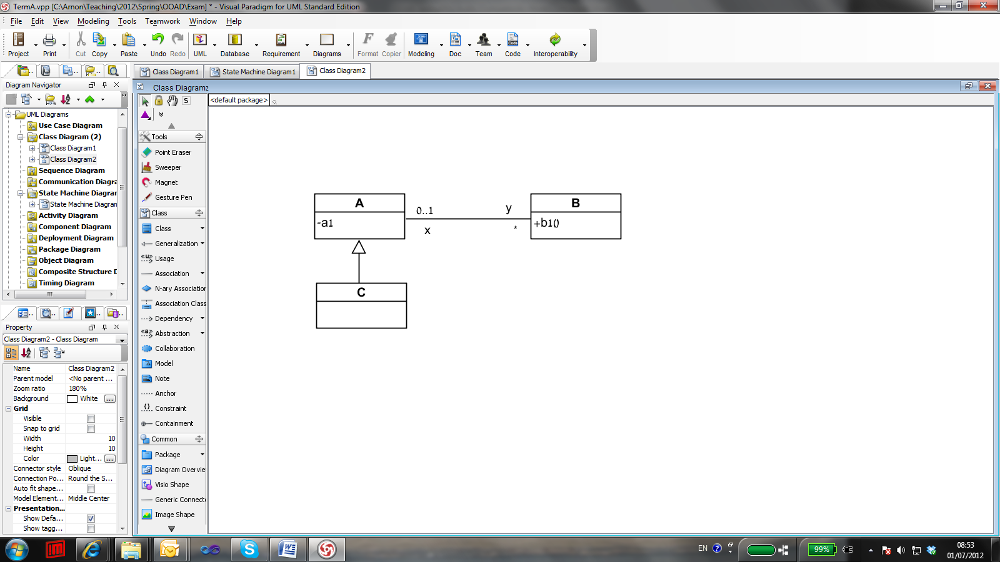 TermA.vpp [C:\Arnon\Teaching\2012\Spring\OOAD\Exam] * - Visual Paradigm for UML Standard Edition
File Edit View Modeling Tools Teamwork Window Help
Project Print Cut Copy Paste Undo Redo UML Database Requirement Diagrams Format Copier Modeling Doc Team Code Interoperability
Class Diagram1 State Machine Diagram1 Class Diagram2
Diagram Navigator
UML Diagrams
Use Case Diagram
Class Diagram (2)
Class Diagram1
Class Diagram2
Sequence Diagram
Communication Diagra
State Machine Diagrar
State Machine Diagran
Activity Diagram
Component Diagram
Deployment Diagram
Package Diagram
Object Diagram
Composite Structure D
Timing Diagram
Property
Class Diagram2 - Class Diagram
Name Class Diagram2
Parent model <No parent ...
Zoom ratio 180%
Background White ...
Grid
Visible
Snap to grid
Width 10
Height 10
Color Light... ...
Connector style Oblique
Connection Po... Round the S...
Auto fit shape...
Model Element... Middle Center
Presentation...
Show Defa...
Show tagg...
Class Diagram2
S
<default package>
Tools
Point Eraser
Sweeper
Magnet
Gesture Pen
Class
Class
Generalization
Usage
Association
N-ary Association
Association Class
Dependency
Abstraction
Collaboration
Model
Note
Anchor
Constraint
Containment
Common
Package
Diagram Overvie
Visio Shape
Generic Connect
Image Shape
A
-a1
0..1
x
y
*
B
+b1()
C
EN
99%
08:53
01/07/2012